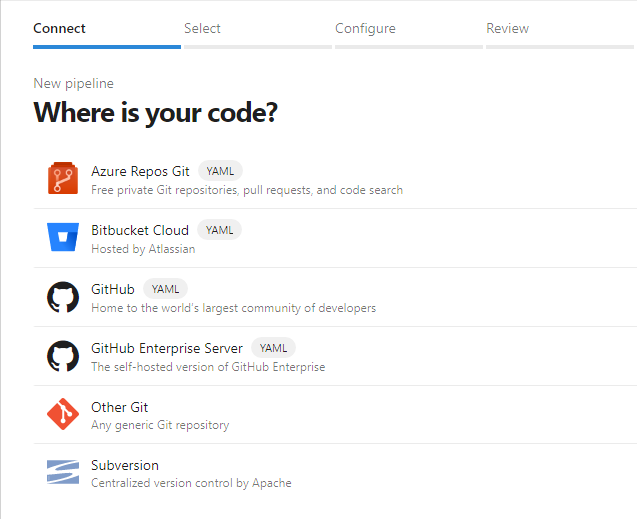 Connect Select Configure Review
New pipeline
Where is your code?
Azure Repos Git YAML
Free private Git repositories, pull requests, and code search
Bitbucket Cloud YAML
Hosted by Atlassian
GitHub YAML
Home to the world's largest community of developers
GitHub Enterprise Server YAML
The self-hosted version of GitHub Enterprise
Other Git
Any generic Git repository
Subversion
Centralized version control by Apache